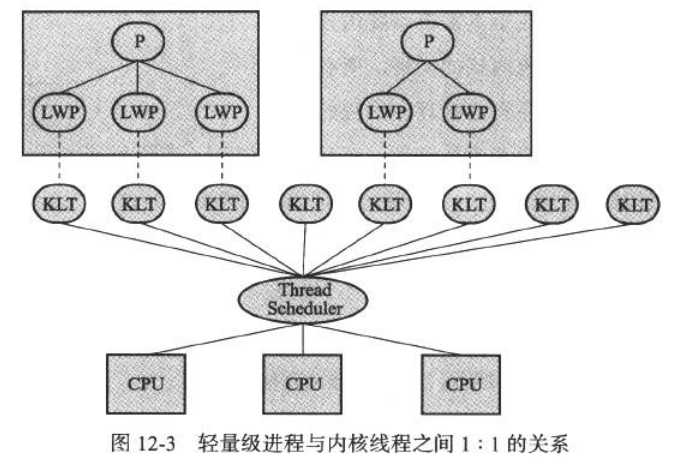 P P
LWP LWP LWP LWP LWP
KLT KLT KLT KLT KLT KLT KLT KLT
Thread
Scheduler
CPU CPU CPU
图 12-3 轻量级进程与内核线程之间 1：1 的关系